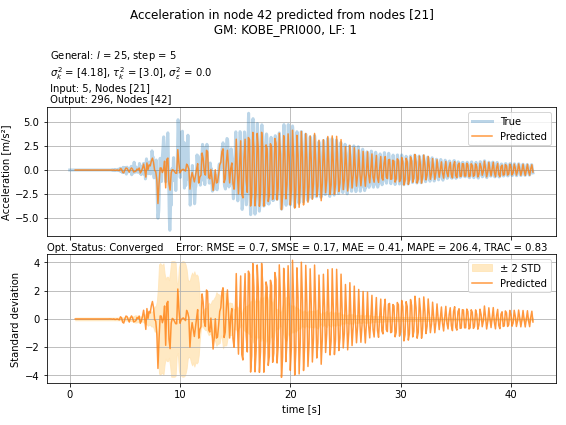 Acceleration in node 42 predicted from nodes [21]
GM: KOBE_PRI000, LF: 1
General: l = 25, step = 5
σ²ₖ = [4.18], τ²ₖ = [3.0], σ²ε = 0.0
Input: 5, Nodes [21]
Output: 296, Nodes [42]
Acceleration [m/s²]
5.0
2.5
0.0
−2.5
−5.0
True
Predicted
Opt. Status: Converged Error: RMSE = 0.7, SMSE = 0.17, MAE = 0.41, MAPE = 206.4, TRAC = 0.83
Standard deviation
4
2
0
−2
−4
± 2 STD
Predicted
0 10 20 30 40
time [s]